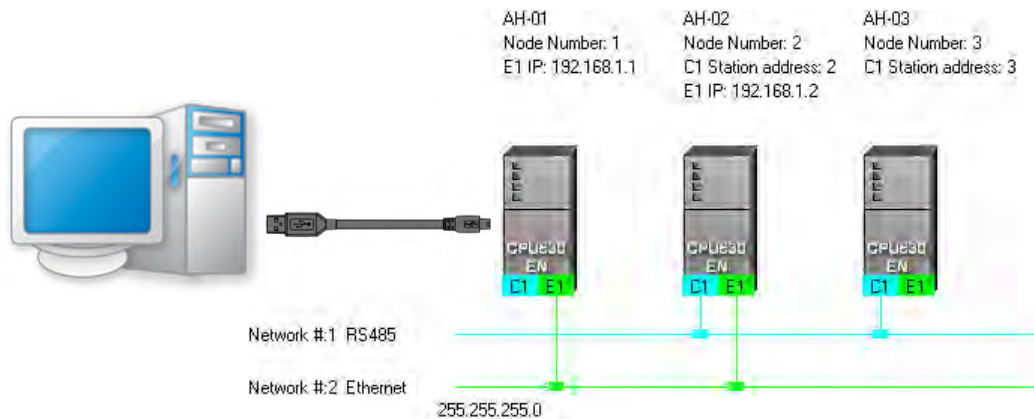 AH-01
Node Number: 1
E1 IP: 192.168.1.1
AH-02
Node Number: 2
C1 Station address: 2
E1 IP: 192.168.1.2
AH-03
Node Number: 3
C1 Station address: 3
CPU530
EN
C1 E1
CPU530
EN
C1 E1
CPU530
EN
C1 E1
Network #:1 RS485
Network #:2 Ethernet
255.255.255.0